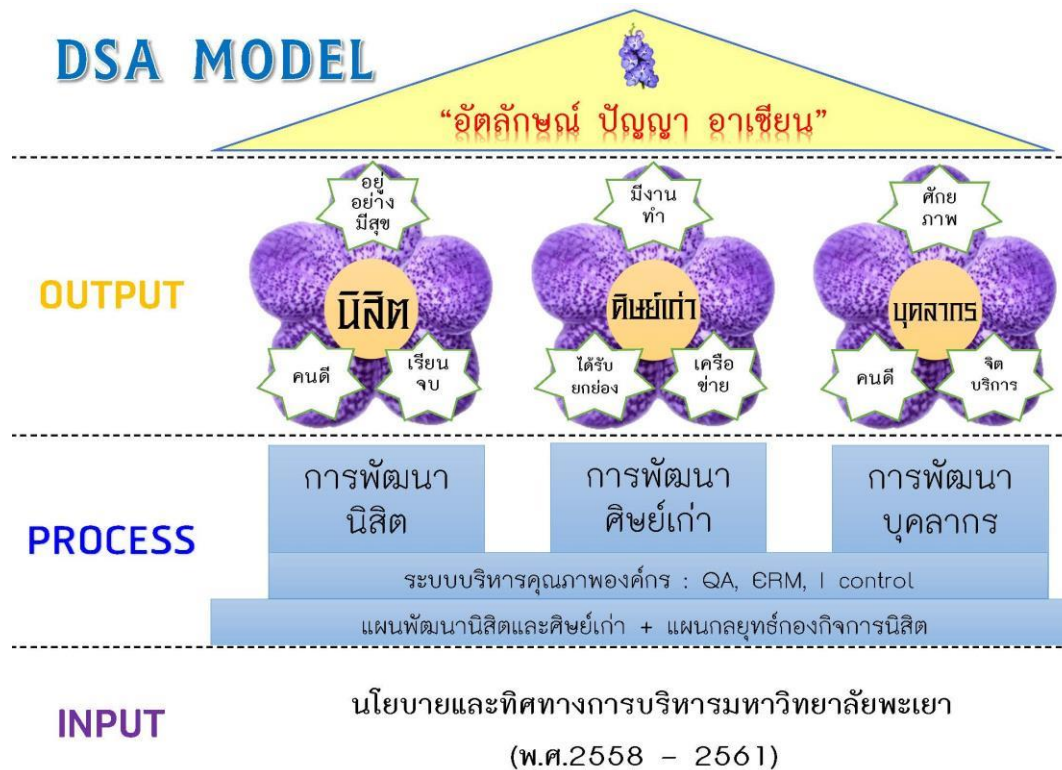 DSA MODEL
“อัตลักษณ์ ปัญญา อาเซียน”
OUTPUT
อยู่
อย่าง
มีสุข
นิสิต
คนดี
เรียน
จบ
มีงาน
ทำ
ศิษย์เก่า
ได้รับ
ยกย่อง
เครือ
ข่าย
ศักย
ภาพ
บุคลากร
คนดี
จิต
บริการ
PROCESS
การพัฒนา
นิสิต
การพัฒนา
ศิษย์เก่า
การพัฒนา
บุคลากร
ระบบบริหารคุณภาพองค์กร : QA, ERM, I control
แผนพัฒนานิสิตและศิษย์เก่า + แผนกลยุทธ์กองกิจการนิสิต
INPUT
นโยบายและทิศทางการบริหารมหาวิทยาลัยพะเยา
(พ.ศ.2558 – 2561)